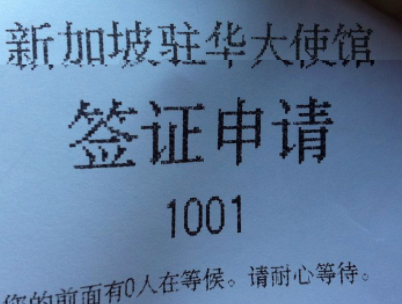 新加坡驻华大使馆
签证申请
1001
您的前面有0人在等候。请耐心等待。